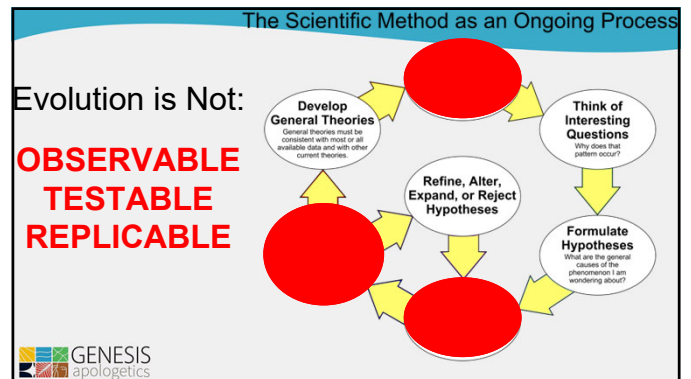 The Scientific Method as an Ongoing Process
Evolution is Not:
OBSERVABLE
TESTABLE
REPLICABLE
Develop
General Theories
General theories must be
consistent with most or all
available data and with other
current theories.
Think of
Interesting
Questions
Why does that
pattern occur?
Refine, Alter,
Expand, or Reject
Hypotheses
Formulate
Hypotheses
What are the general
causes of the
phenomenon I am
wondering about?
GENESIS
apologetics